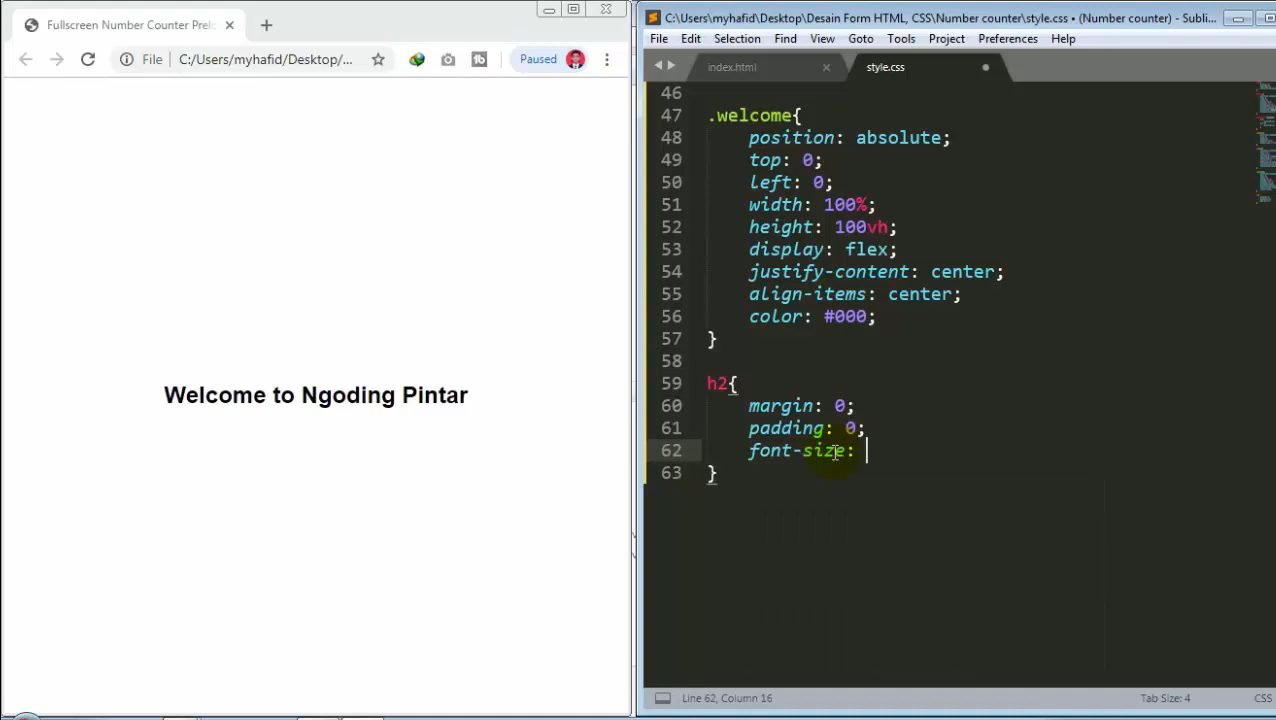 Fullscreen Number Counter Prel
File C:/Users/myhafid/Desktop/... Paused
Welcome to Ngoding Pintar
C:\Users\myhafid\Desktop\Desain Form HTML, CSS\Number counter\style.css • (Number counter) - Subli...
File Edit Selection Find View Goto Tools Project Preferences Help
index.html style.css
46
47 .welcome{
48 position: absolute;
49 top: 0;
50 left: 0;
51 width: 100%;
52 height: 100vh;
53 display: flex;
54 justify-content: center;
55 align-items: center;
56 color: #000;
57 }
58
59 h2{
60 margin: 0;
61 padding: 0;
62 font-size:
63 }
Line 62, Column 16 Tab Size: 4 CSS